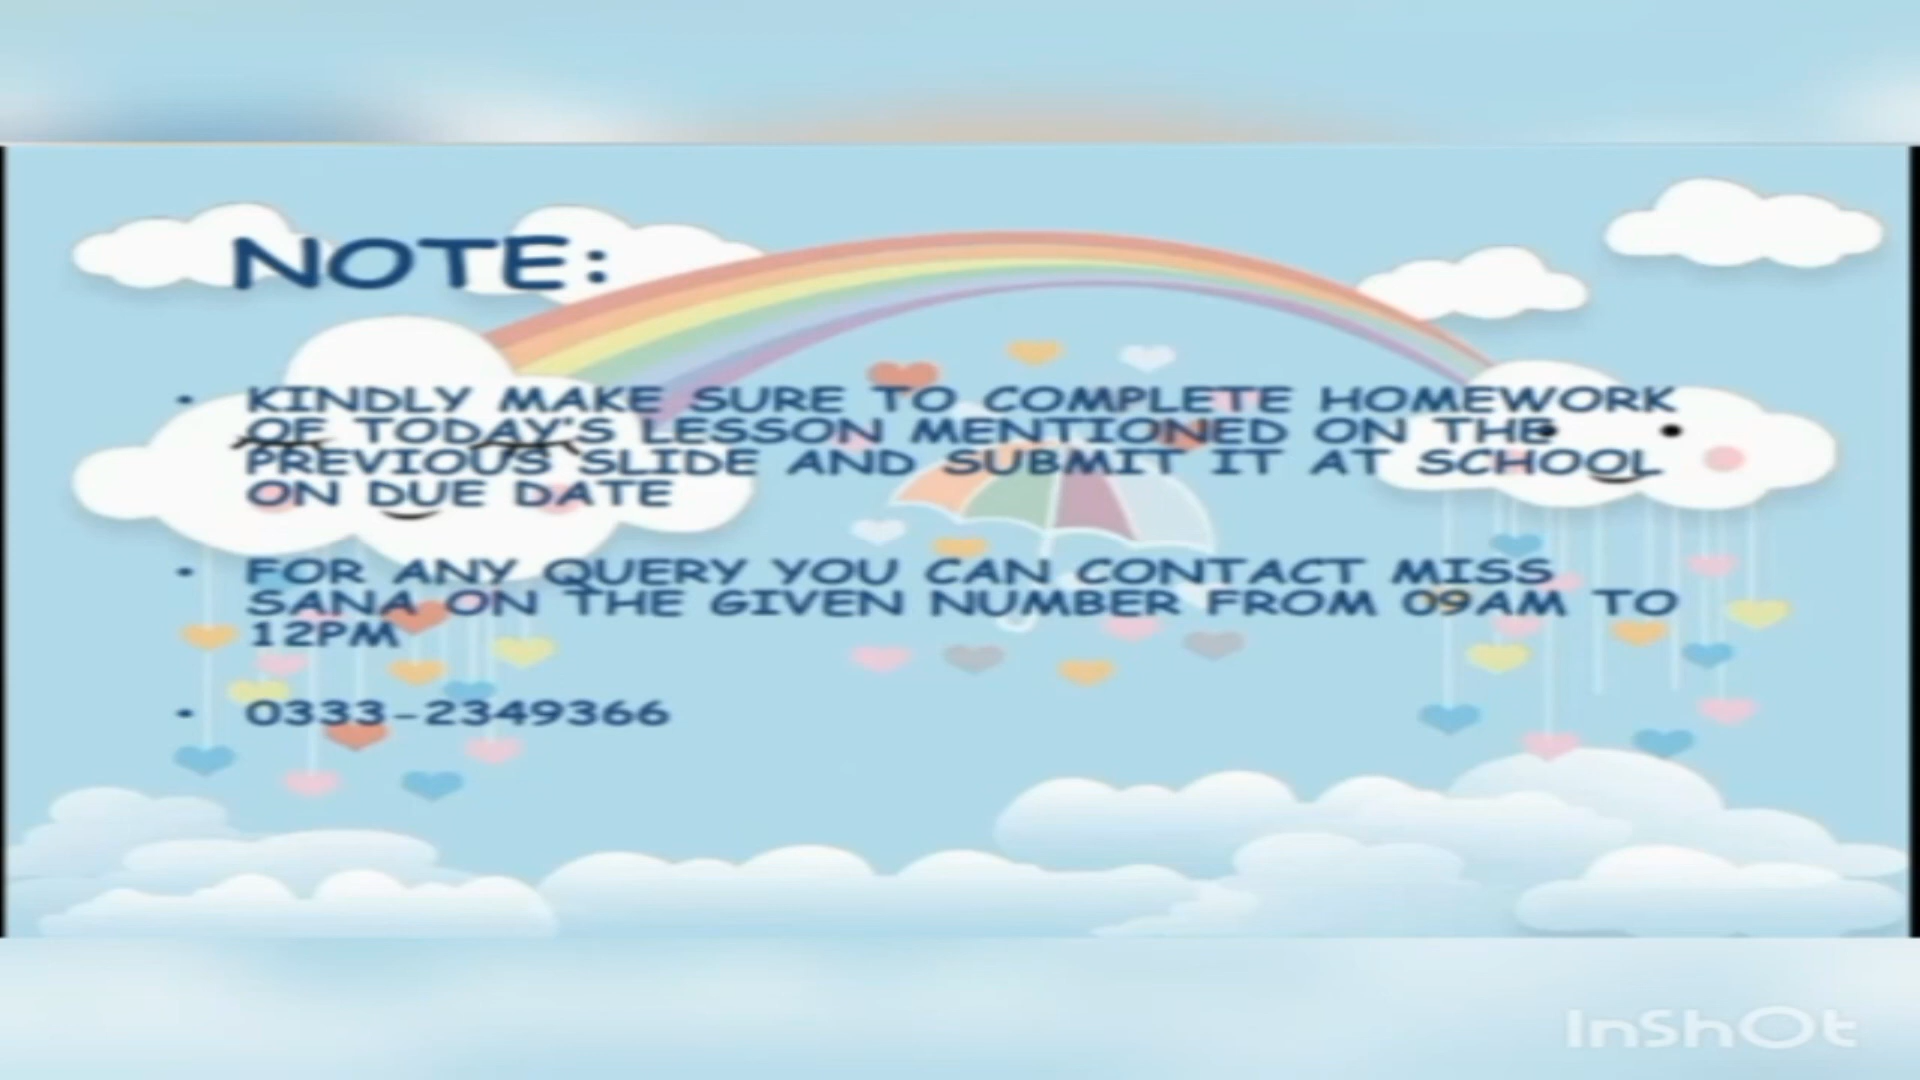 NOTE:
• KINDLY MAKE SURE TO COMPLETE HOMEWORK
OF TODAY'S LESSON MENTIONED ON THE
PREVIOUS SLIDE AND SUBMIT IT AT SCHOOL
ON DUE DATE
• FOR ANY QUERY YOU CAN CONTACT MISS
SANA ON THE GIVEN NUMBER FROM 09AM TO
12PM
• 0333-2349366
InShOt